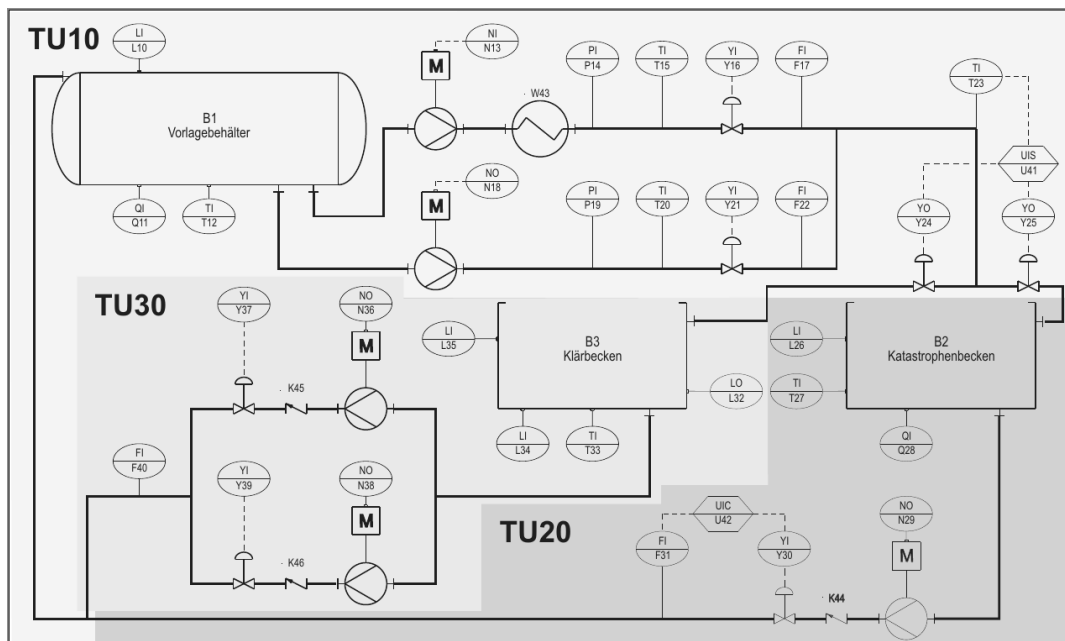 TU10
LI
L10
NI
N13
M
PI
P14
TI
T15
YI
Y16
FI
F17
TI
T23
W43
B1
Vorlagebehälter
UIS
U41
QI
Q11
TI
T12
NO
N18
M
PI
P19
TI
T20
YI
Y21
FI
F22
YO
Y24
YO
Y25
TU30
YI
Y37
NO
N36
M
K45
LI
L35
B3
Klärbecken
LO
L32
LI
L34
TI
T33
LI
L26
TI
T27
B2
Katastrophenbecken
QI
Q28
FI
F40
YI
Y39
NO
N38
M
K46
TU20
UIC
U42
FI
F31
YI
Y30
NO
N29
M
K44